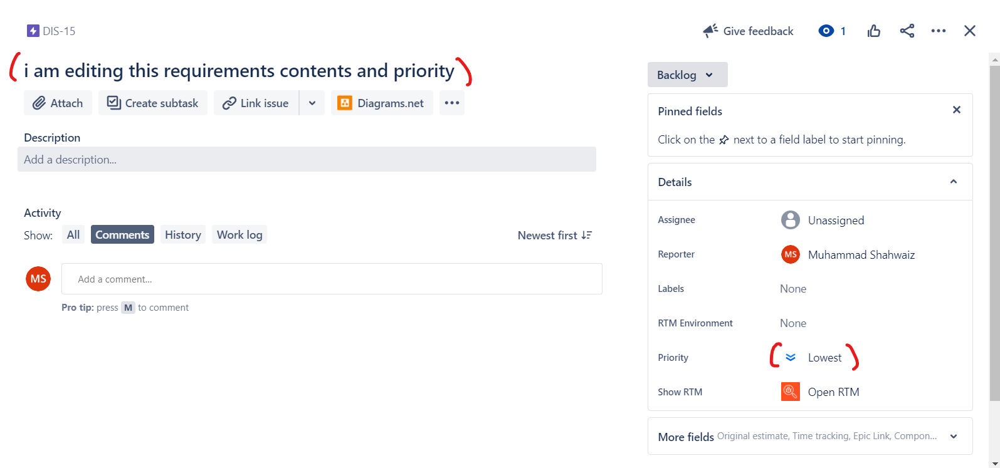 DIS-15
Give feedback 1
i am editing this requirements contents and priority
Attach Create subtask Link issue Diagrams.net
Description
Add a description...
Activity
Show: All Comments History Work log Newest first
MS Add a comment...
Pro tip: press M to comment
Backlog
Pinned fields
Click on the next to a field label to start pinning.
Details
Assignee Unassigned
Reporter MS Muhammad Shahwaiz
Labels None
RTM Environment None
Priority Lowest
Show RTM Open RTM
More fields Original estimate, Time tracking, Epic Link, Compon...